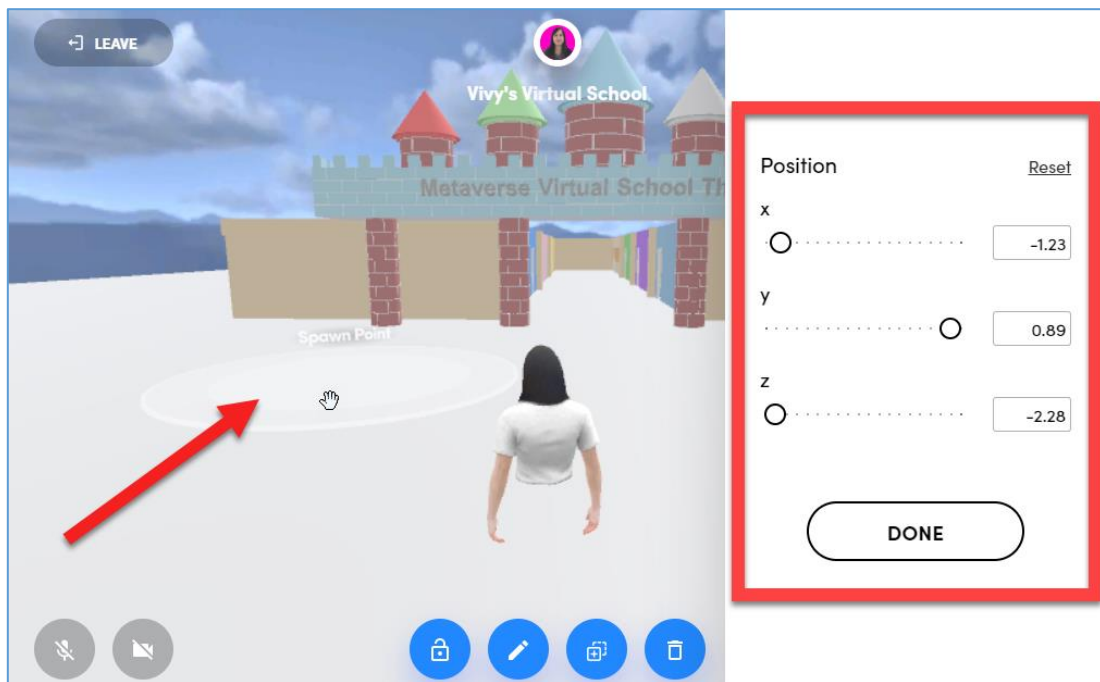 LEAVE
Vivy's Virtual School
Metaverse Virtual School Th
Spawn Point
Position
Reset
x
-1.23
y
0.89
z
-2.28
DONE